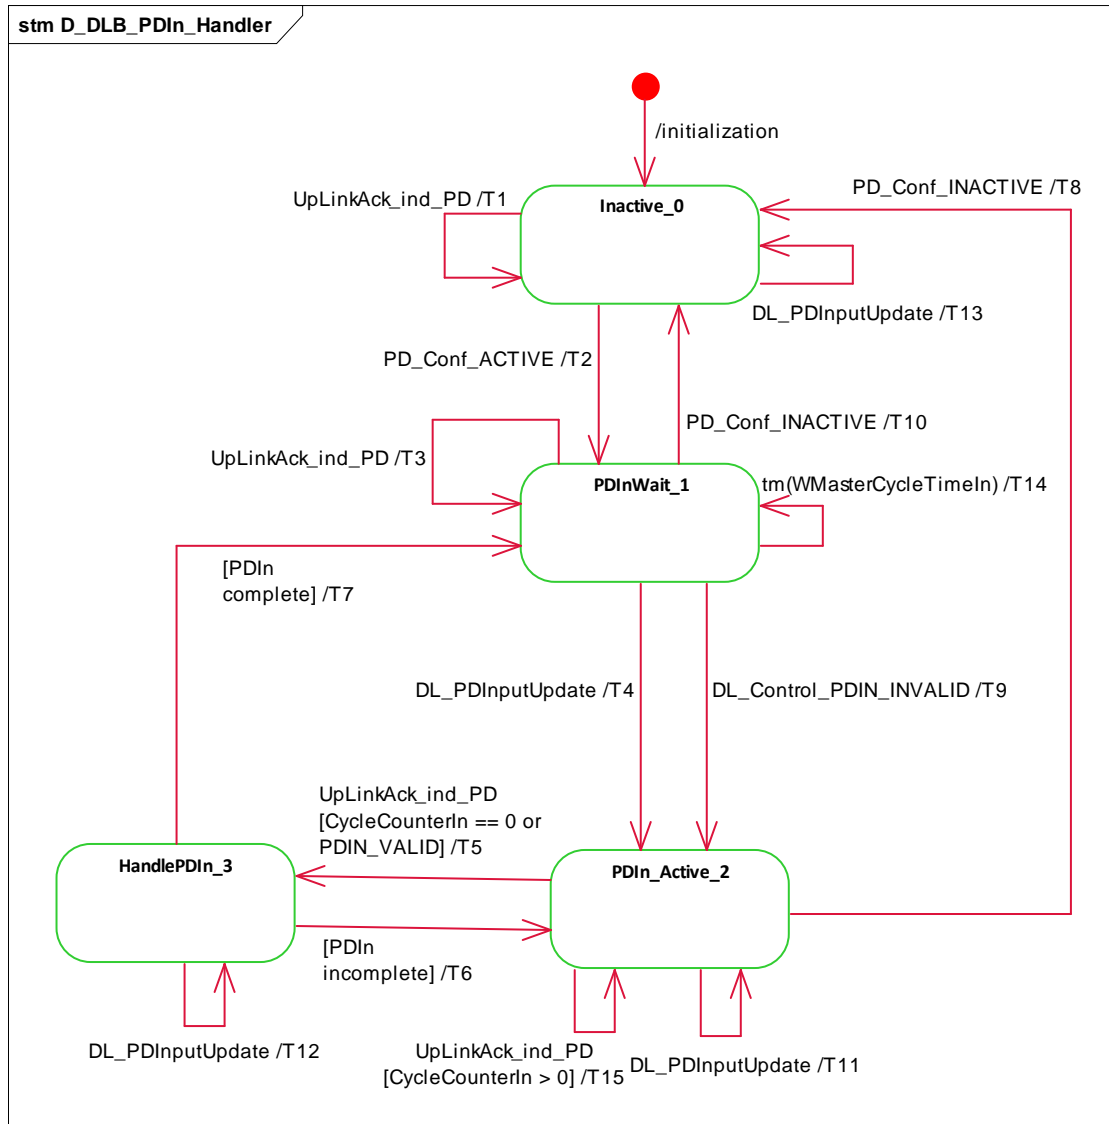 stm D_DLB_PDIn_Handler
/initialization
UpLinkAck_ind_PD /T1
Inactive_0
PD_Conf_INACTIVE /T8
DL_PDInputUpdate /T13
PD_Conf_ACTIVE /T2
PD_Conf_INACTIVE /T10
UpLinkAck_ind_PD /T3
PDInWait_1
tm(WMasterCycleTimeIn) /T14
[PDIn
complete] /T7
DL_PDInputUpdate /T4
DL_Control_PDIN_INVALID /T9
UpLinkAck_ind_PD
[CycleCounterIn == 0 or
PDIN_VALID] /T5
HandlePDIn_3
PDIn_Active_2
[PDIn
incomplete] /T6
DL_PDInputUpdate /T12
UpLinkAck_ind_PD
[CycleCounterIn > 0] /T15
DL_PDInputUpdate /T11